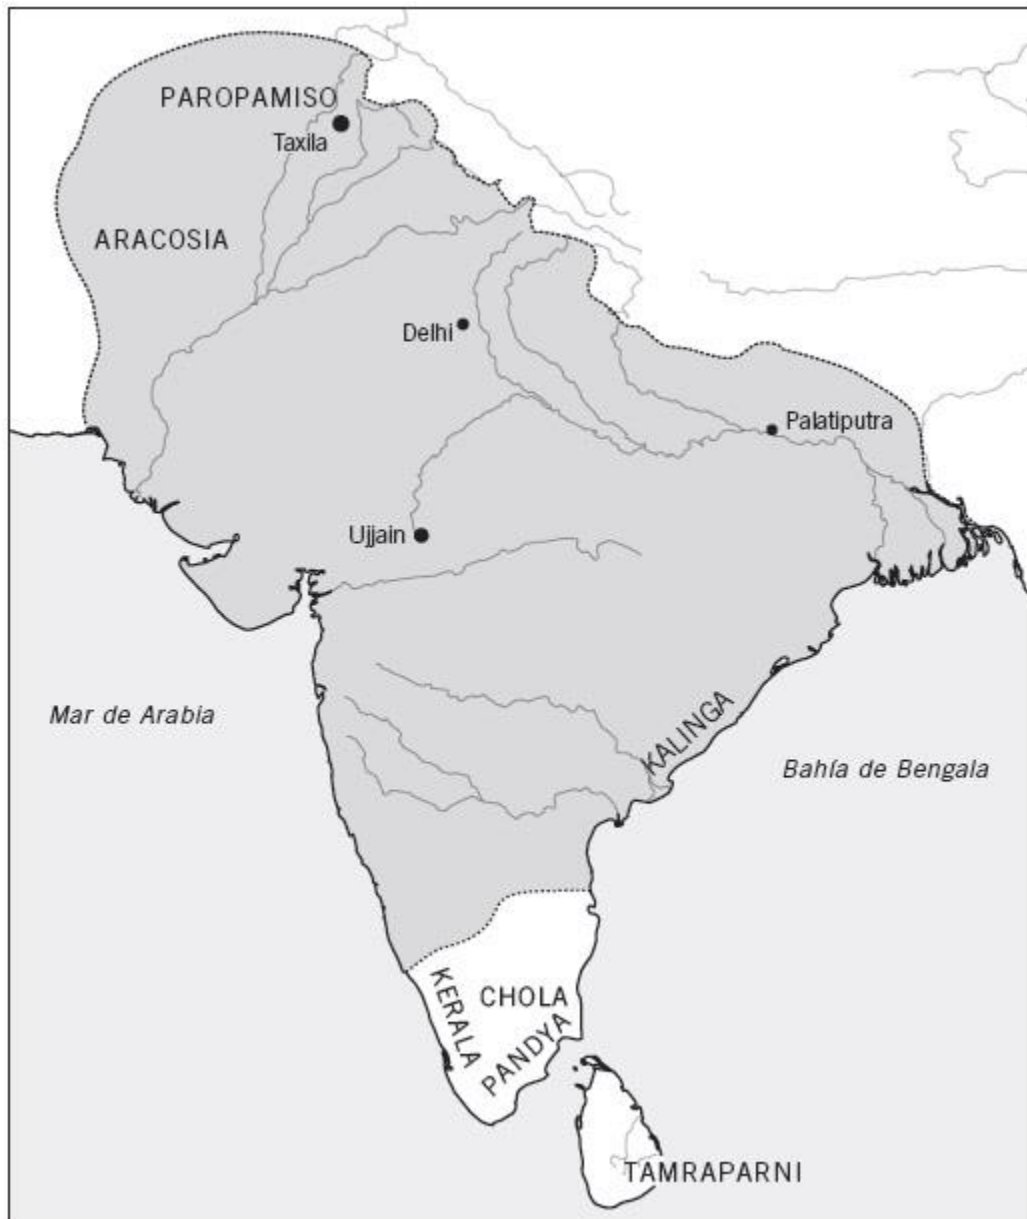 PAROPAMISO
Taxila
ARACOSIA
Delhi
Palatiputra
Ujjain
Mar de Arabia
KALINGA
Bahía de Bengala
KERALA
CHOLA
PANDYA
TAMRAPARNI